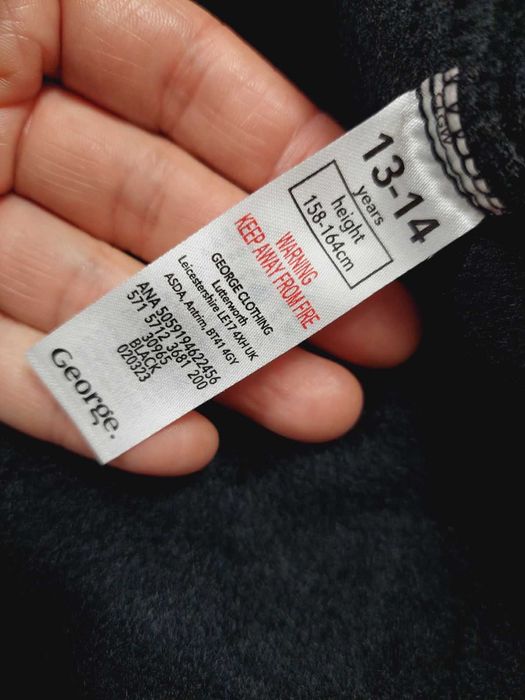 13-14
years
height
158-164cm
WARNING
KEEP AWAY FROM FIRE
GEORGE CLOTHING
Lutterworth
Leicestershire LE17 4XH UK
ASDA, Antrim, BT41 4GY
ANA 5059194622456
571 5712 3681 200
30065
BLACK
020323
George.